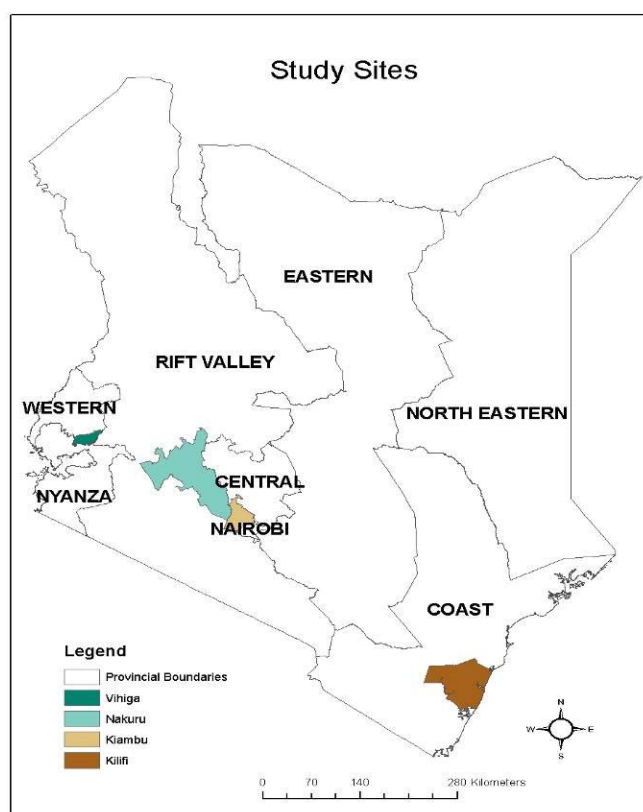 Study Sites
EASTERN
RIFT VALLEY
WESTERN
NORTH EASTERN
CENTRAL
NYANZA
NAIROBI
COAST
Legend
Provincial Boundaries
Vihiga
Nakuru
Kiambu
Kilifi
N
W E
S
0 70 140 280 Kilometers